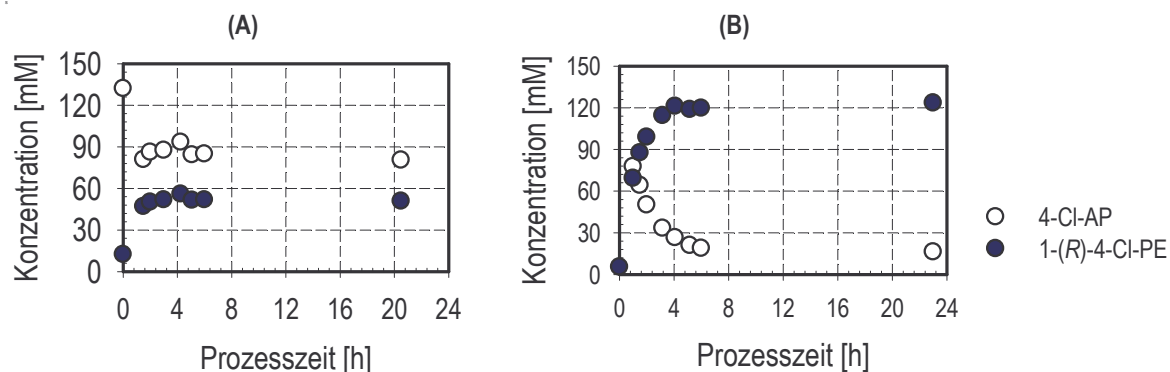 (A)
Konzentration [mM]
150
120
90
60
30
0
0 4 8 12 16 20 24
Prozesszeit [h]
(B)
Konzentration [mM]
150
120
90
60
30
0
0 4 8 12 16 20 24
Prozesszeit [h]
4-Cl-AP
1-(R)-4-Cl-PE